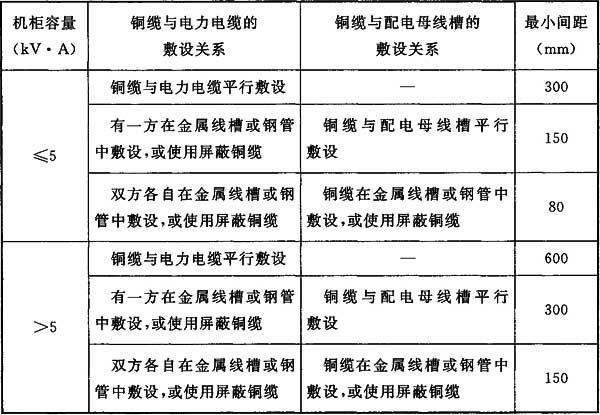 机柜容量
（kV·A）
铜缆与电力电缆的
敷设关系
铜缆与配电母线槽的
敷设关系
最小间距
（mm）
≤5
铜缆与电力电缆平行敷设
—
300
有一方在金属线槽或钢管
中敷设,或使用屏蔽铜缆
铜缆与配电母线槽平行
敷设
150
双方各自在金属线槽或钢
管中敷设,或使用屏蔽铜缆
铜缆在金属线槽或钢管中
敷设,或使用屏蔽铜缆
80
>5
铜缆与电力电缆平行敷设
—
600
有一方在金属线槽或钢管
中敷设,或使用屏蔽铜缆
铜缆与配电母线槽平行
敷设
300
双方各自在金属线槽或钢
管中敷设,或使用屏蔽铜缆
铜缆在金属线槽或钢管中
敷设,或使用屏蔽铜缆
150